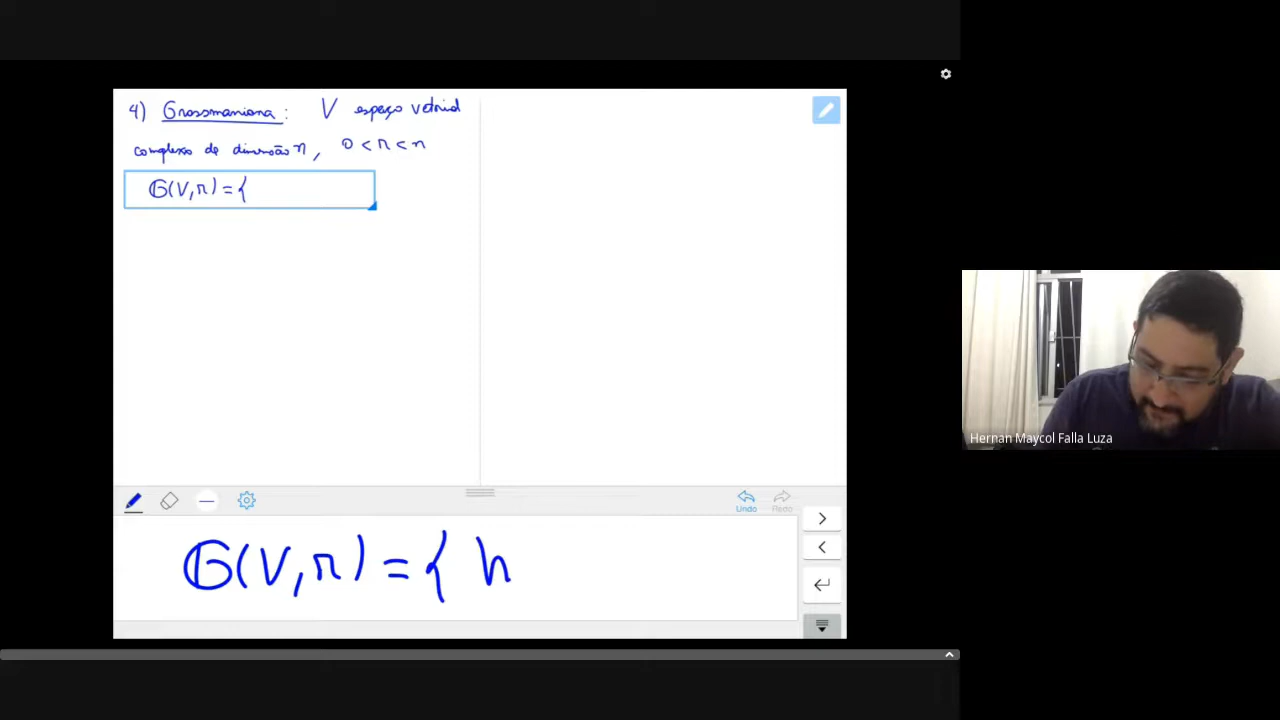 4) Grassmaniana: V espaço vetorial
complexo de dimensão n, 0 < r < n
𝔾(V, r) = {
Undo
Redo
𝔾(V, r) = { h
Hernan Maycol Falla Luza